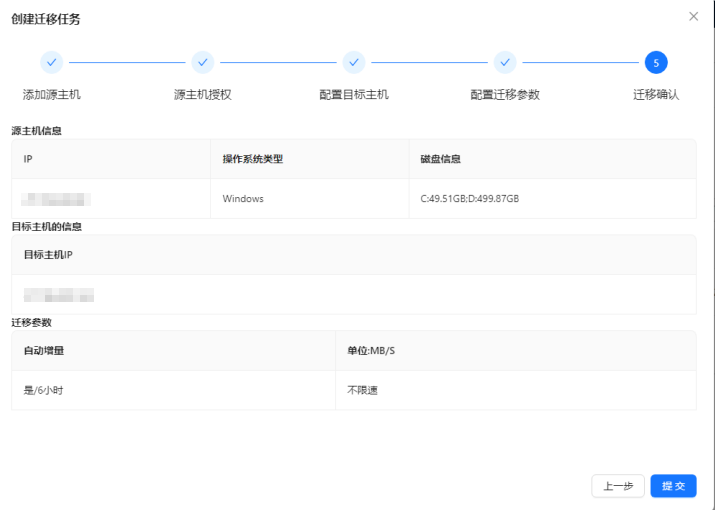 创建迁移任务
5
添加源主机 源主机授权 配置目标主机 配置迁移参数 迁移确认
源主机信息
IP 操作系统类型 磁盘信息
Windows C:49.51GB;D:499.87GB
目标主机的信息
目标主机IP
迁移参数
自动增量 单位:MB/S
是/6小时 不限速
上一步 提交